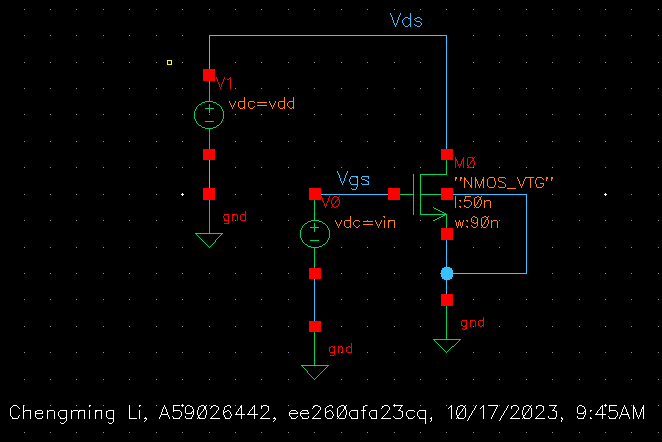 Vds
V1
vdc=vdd
gnd
Vgs
V0
vdc=vin
gnd
M0
"NMOS_VTG"
l:50n
w:90n
gnd
Chengming Li, A59026442, ee260afa23cq, 10/17/2023, 9:45AM